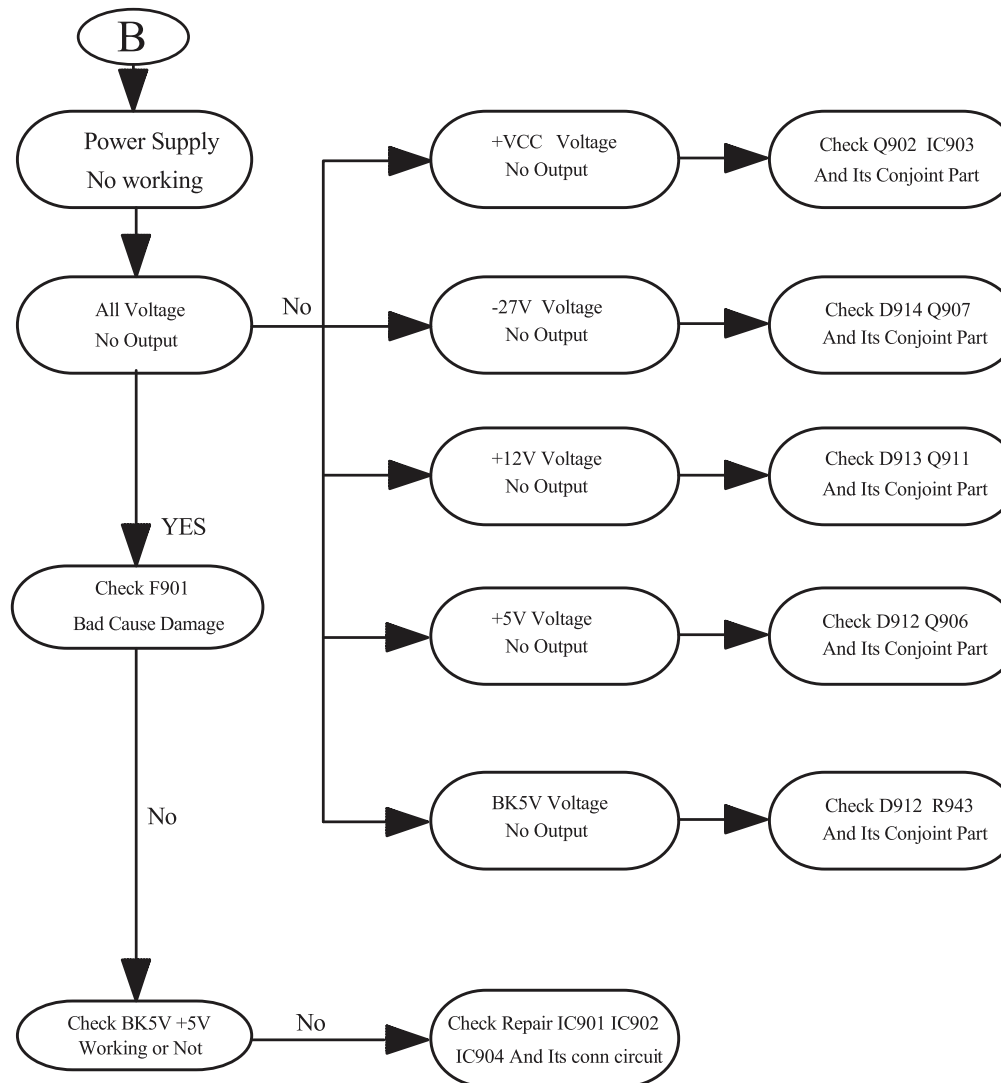 B
Power Supply
No working
All Voltage
No Output
No
YES
Check F901
Bad Cause Damage
No
Check BK5V +5V
Working or Not
No
Check Repair IC901 IC902
IC904 And Its conn circuit
+VCC Voltage
No Output
Check Q902 IC903
And Its Conjoint Part
-27V Voltage
No Output
Check D914 Q907
And Its Conjoint Part
+12V Voltage
No Output
Check D913 Q911
And Its Conjoint Part
+5V Voltage
No Output
Check D912 Q906
And Its Conjoint Part
BK5V Voltage
No Output
Check D912 R943
And Its Conjoint Part